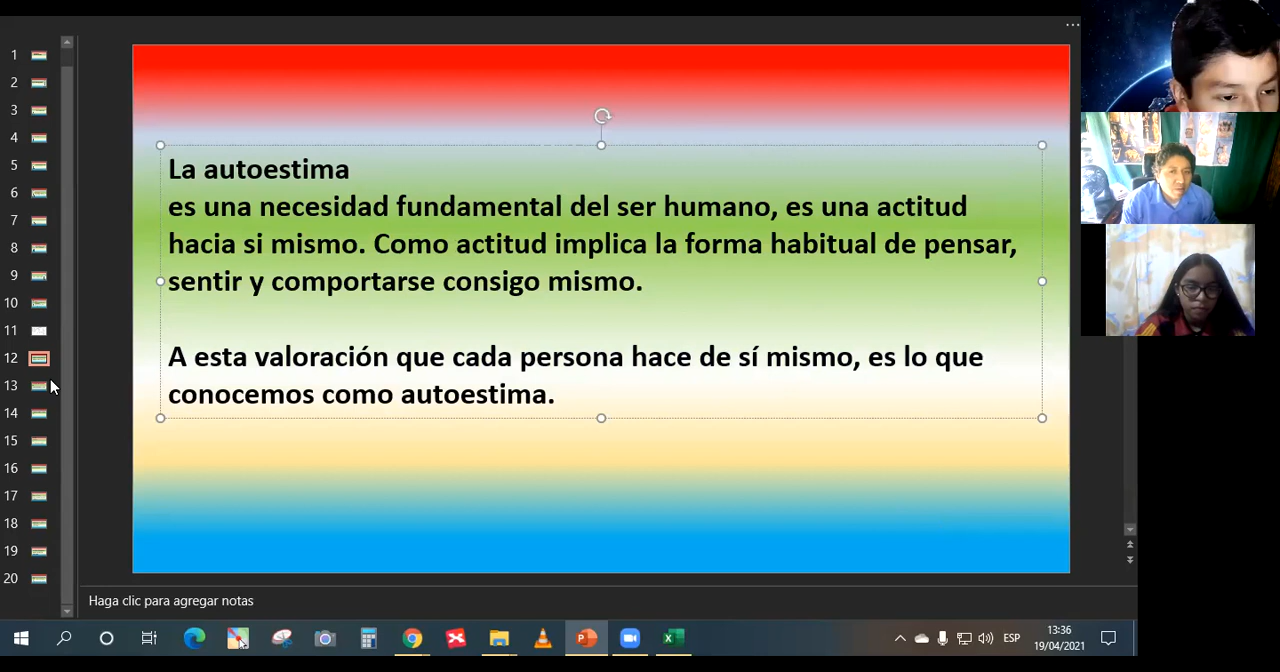 La autoestima
es una necesidad fundamental del ser humano, es una actitud
hacia si mismo. Como actitud implica la forma habitual de pensar,
sentir y comportarse consigo mismo.
A esta valoración que cada persona hace de sí mismo, es lo que
conocemos como autoestima.
1
2
3
4
5
6
7
8
9
10
11
12
13
14
15
16
17
18
19
20
Haga clic para agregar notas
ESP
13:36
19/04/2021